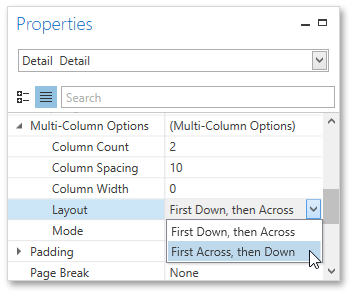 Properties
Detail Detail
Search
Multi-Column Options (Multi-Column Options)
Column Count 2
Column Spacing 10
Column Width 0
Layout First Down, then Across
Mode First Down, then Across
Padding First Across, then Down
Page Break None